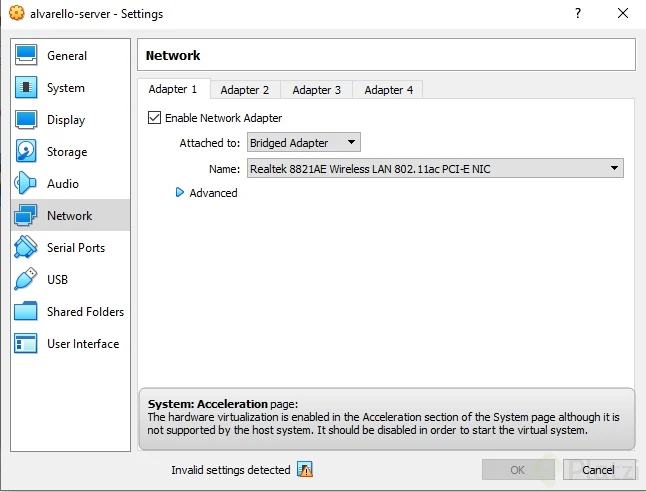 alvarello-server - Settings
?
General
System
Display
Storage
Audio
Network
Serial Ports
USB
Shared Folders
User Interface
Network
Adapter 1 Adapter 2 Adapter 3 Adapter 4
Enable Network Adapter
Attached to: Bridged Adapter
Name: Realtek 8821AE Wireless LAN 802.11ac PCI-E NIC
Advanced
System: Acceleration page:
The hardware virtualization is enabled in the Acceleration section of the System page although it is
not supported by the host system. It should be disabled in order to start the virtual system.
Invalid settings detected
OK
Cancel
Platzi